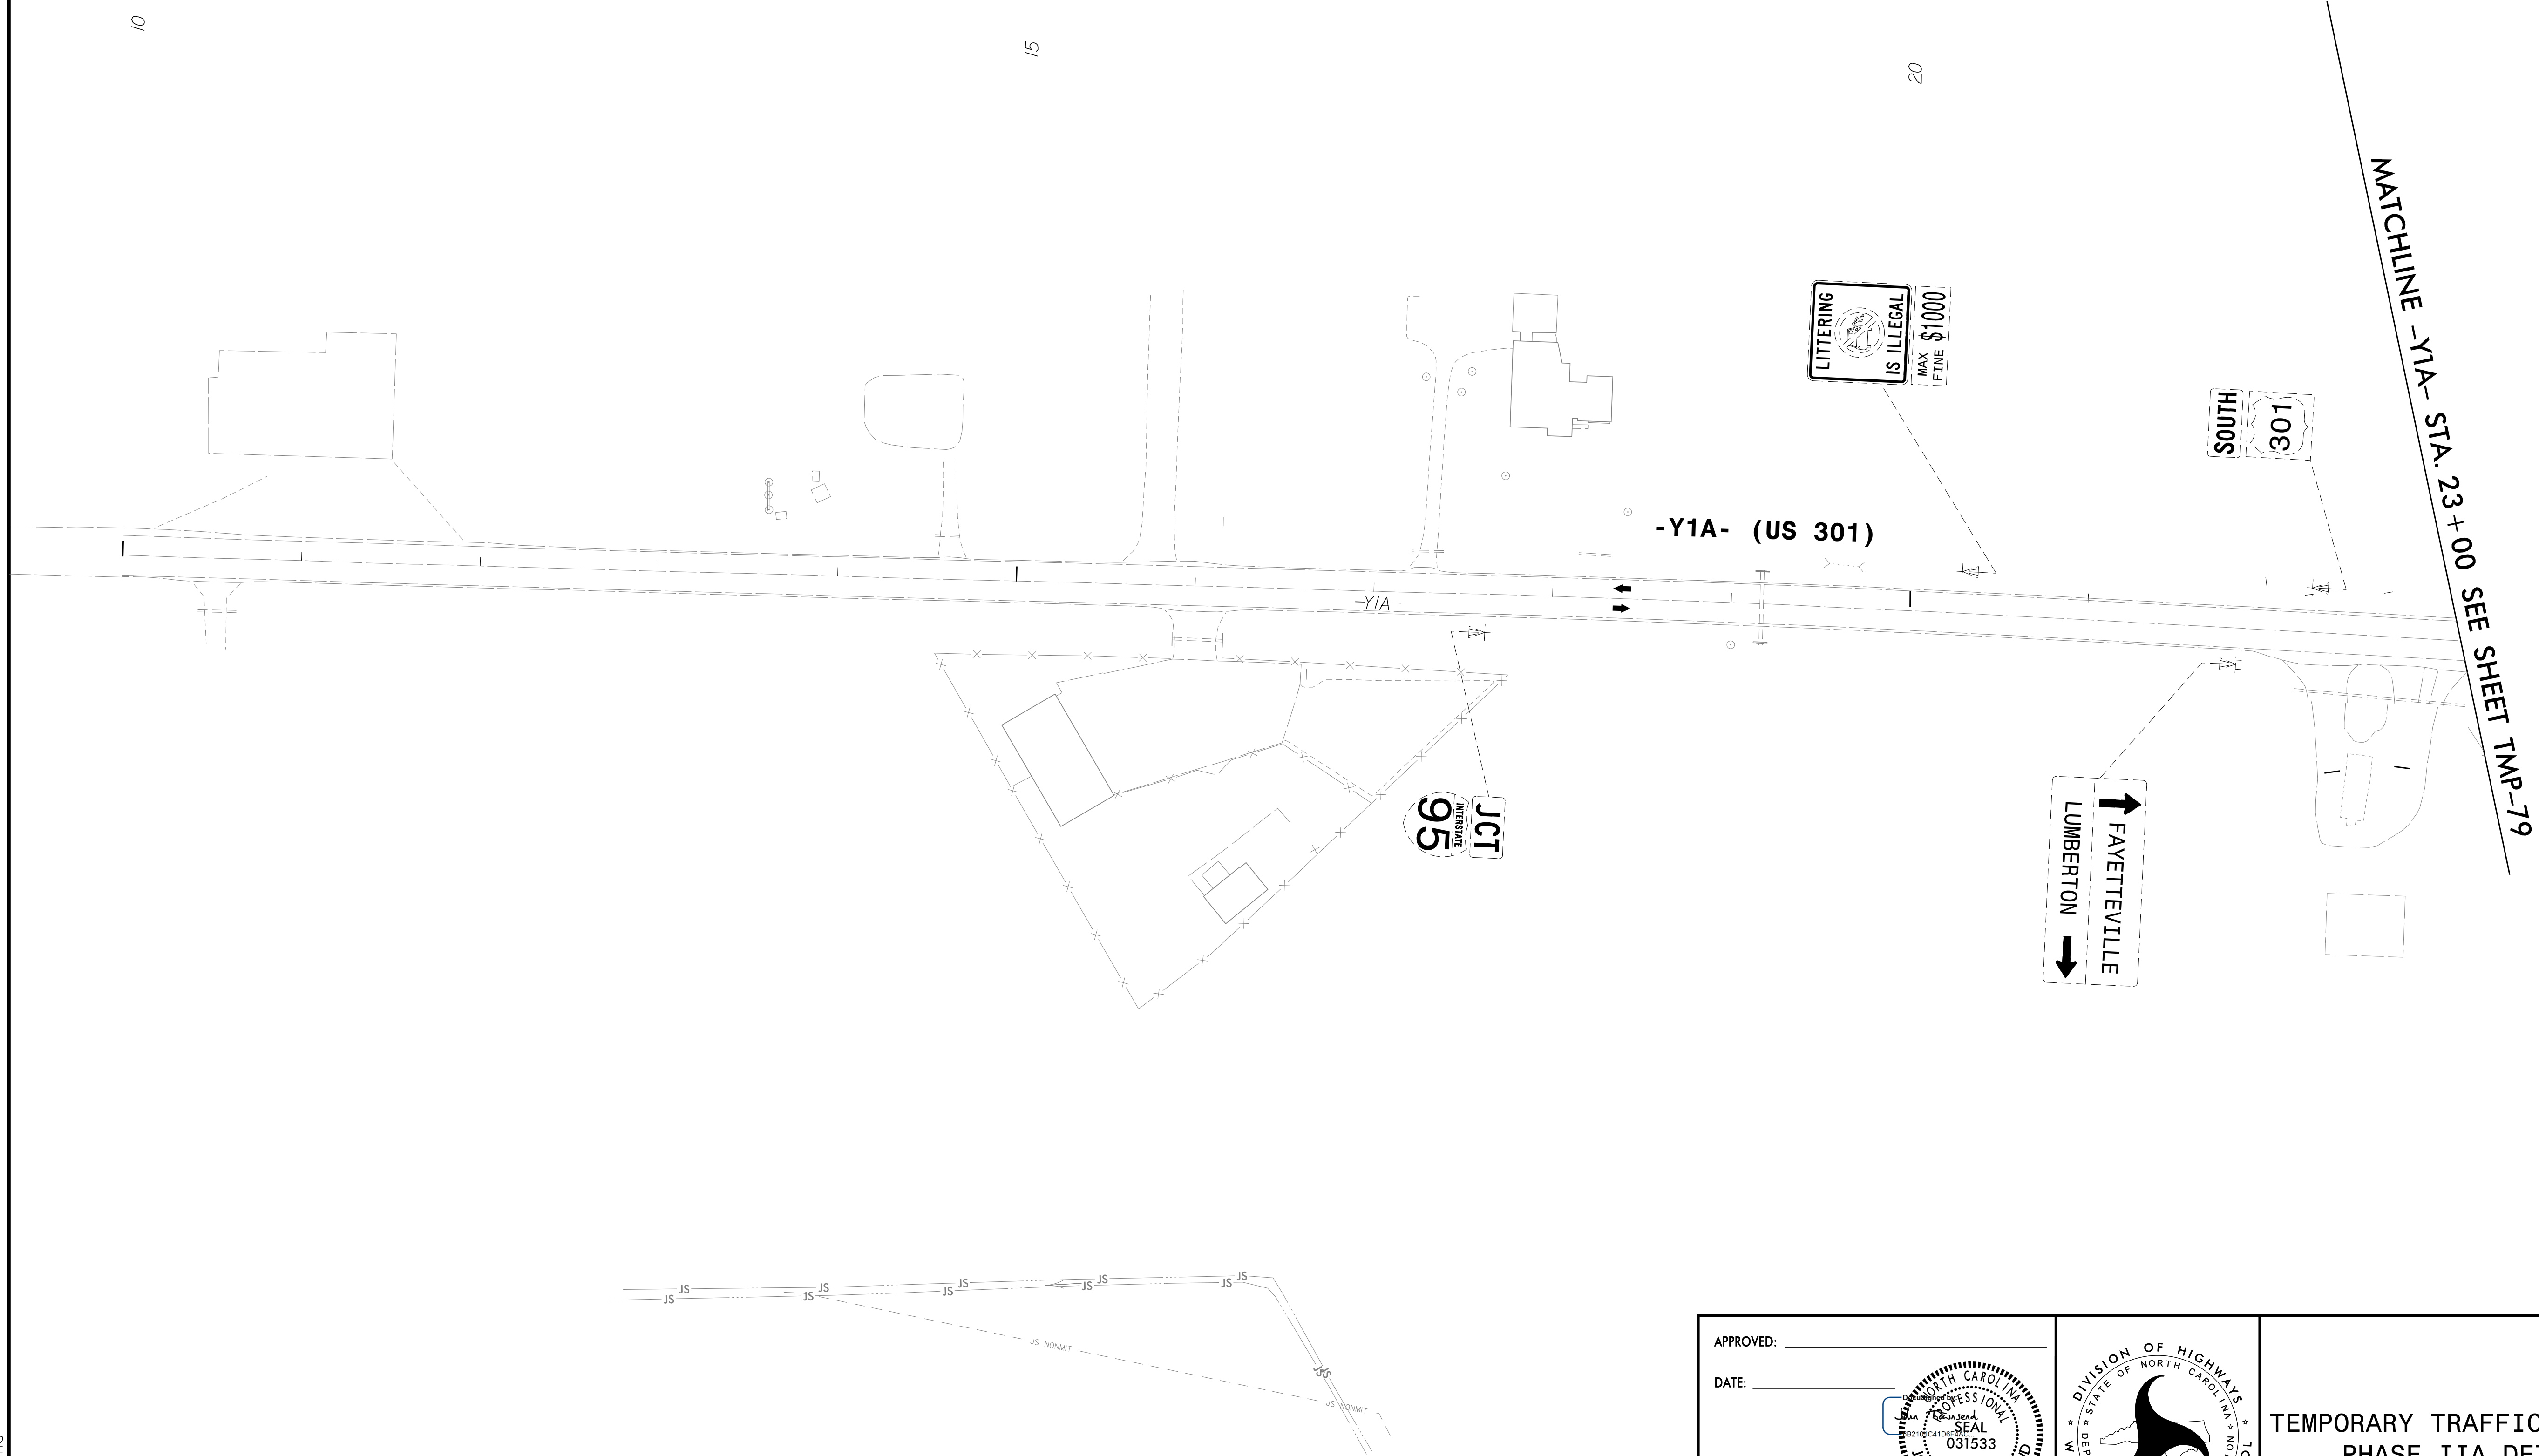 10
15
20
MATCHLINE -Y1A- STA. 23+00 SEE SHEET TMP-79
LITTERING
IS ILLEGAL
MAX
FINE $1000
SOUTH
301
-Y1A- (US 301)
-Y1A-
JCT
INTERSTATE
95
FAYETTEVILLE
LUMBERTON
JS JS JS JS JS
JS JS JS JS JS
JS JS
JS NONMIT
JS NONMIT
APPROVED:
DATE:
NORTH CAROLINA
PROFESSIONAL
SEAL
031533
DIVISION OF HIGHWAYS
STATE OF NORTH CAROLINA
TEMPORARY TRAFFIC
PHASE IIA